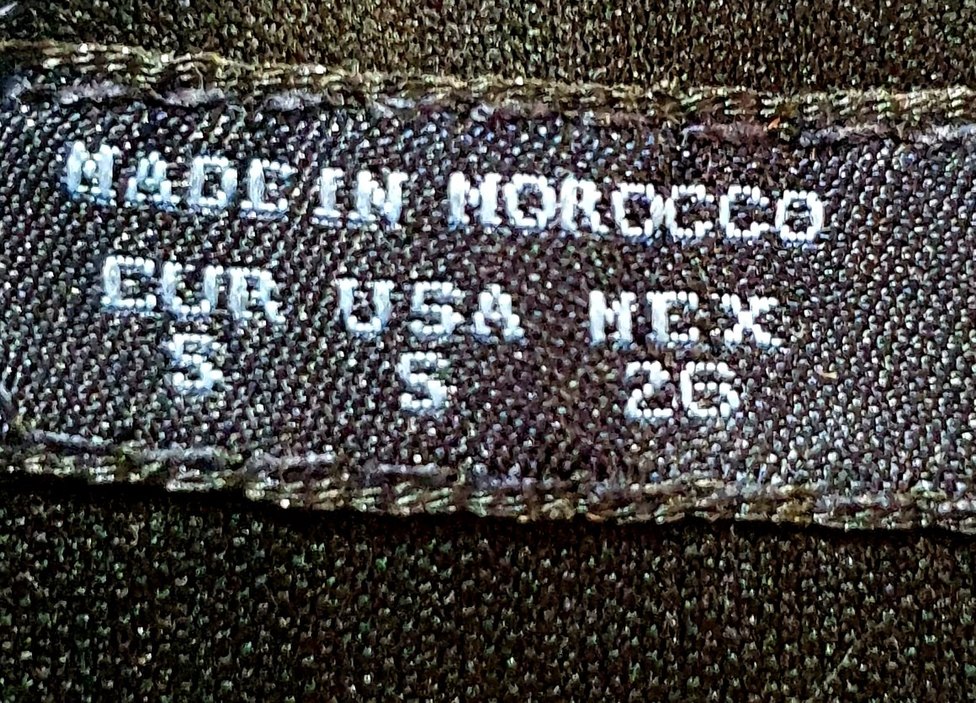 MADE IN MOROCCO
EUR USA MEX
S S 26